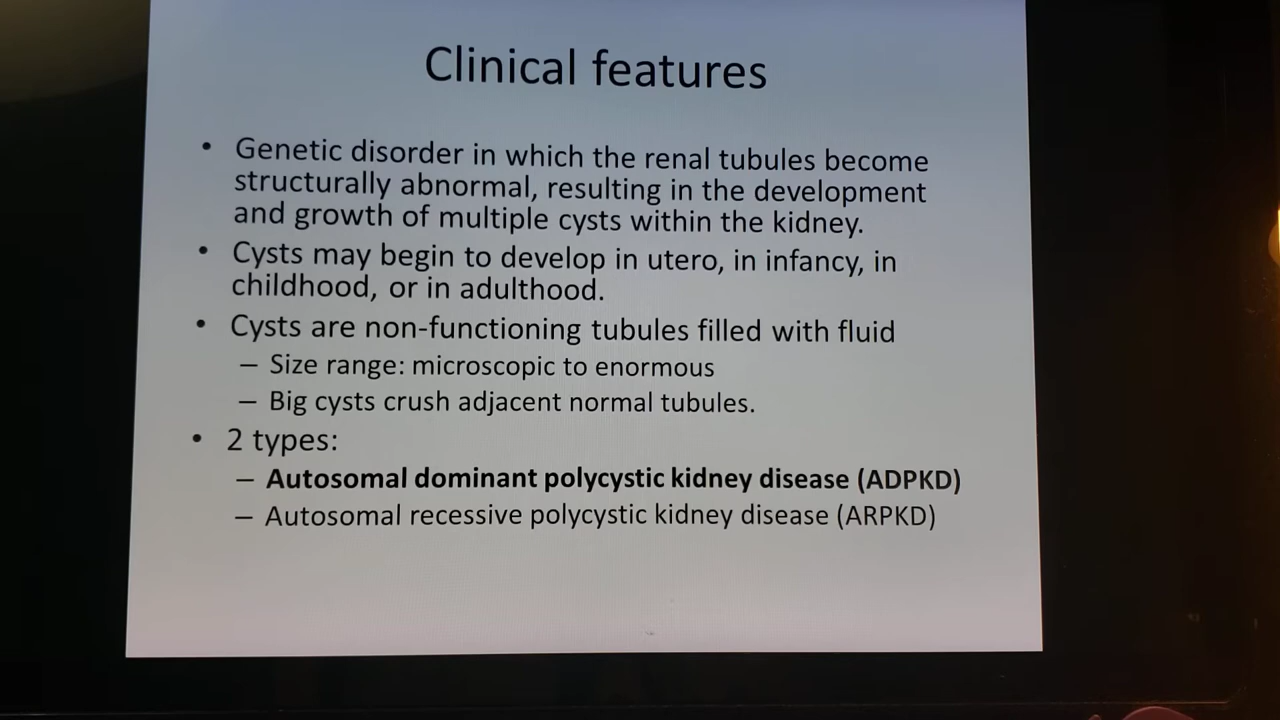 Clinical features
• Genetic disorder in which the renal tubules become
structurally abnormal, resulting in the development
and growth of multiple cysts within the kidney.
• Cysts may begin to develop in utero, in infancy, in
childhood, or in adulthood.
• Cysts are non-functioning tubules filled with fluid
– Size range: microscopic to enormous
– Big cysts crush adjacent normal tubules.
• 2 types:
– Autosomal dominant polycystic kidney disease (ADPKD)
– Autosomal recessive polycystic kidney disease (ARPKD)